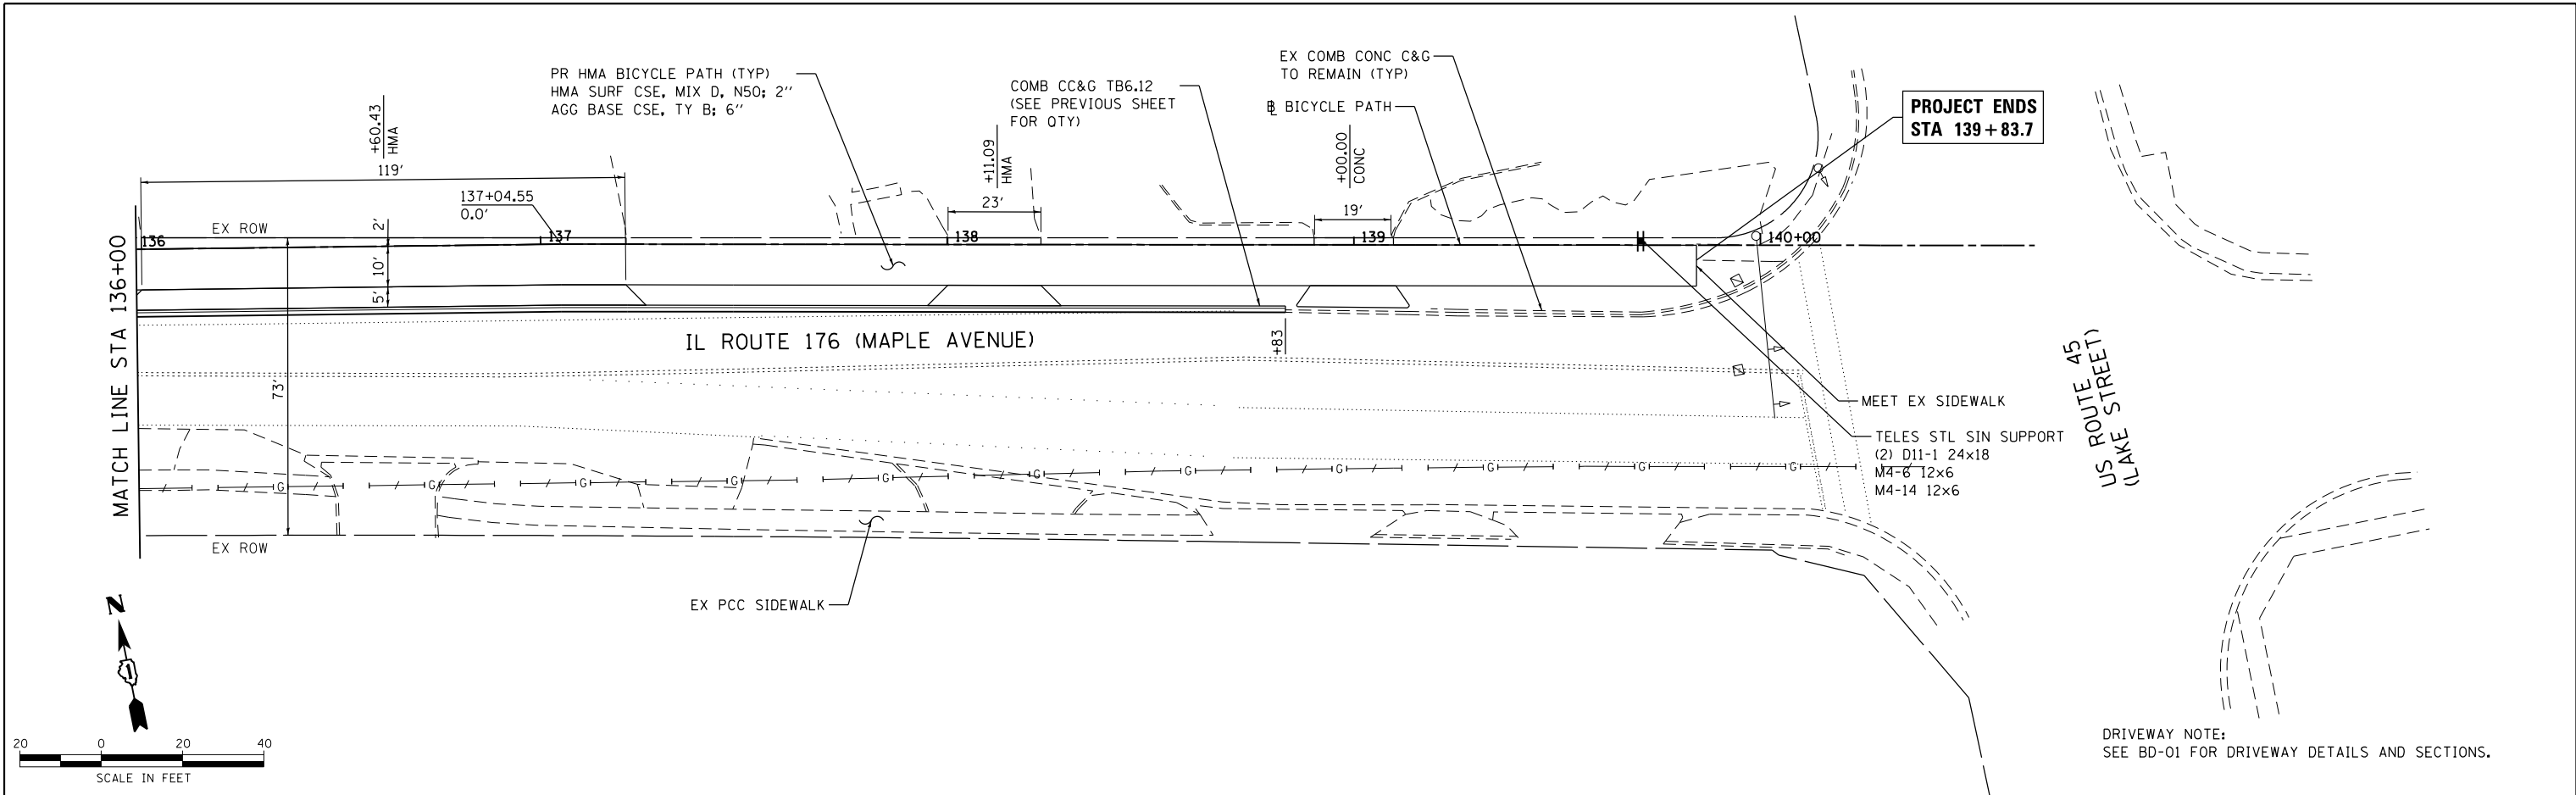 PR HMA BICYCLE PATH (TYP)
HMA SURF CSE, MIX D, N50; 2''
AGG BASE CSE, TY B; 6''
COMB CC&G TB6.12
(SEE PREVIOUS SHEET
FOR QTY)
EX COMB CONC C&G
TO REMAIN (TYP)
BL BICYCLE PATH
PROJECT ENDS
STA 139+83.7
+60.43
HMA
119'
+11.09
HMA
23'
+00.00
CONC
19'
137+04.55
0.0'
EX ROW
2'
10'
5'
136
137
138
139
140+00
MATCH LINE STA 136+00
73'
IL ROUTE 176 (MAPLE AVENUE)
+83
US ROUTE 45
(LAKE STREET)
MEET EX SIDEWALK
TELES STL SIN SUPPORT
(2) D11-1 24x18
M4-6 12x6
M4-14 12x6
G G G G G G G G G G G
EX ROW
EX PCC SIDEWALK
N
20 0 20 40
SCALE IN FEET
DRIVEWAY NOTE:
SEE BD-01 FOR DRIVEWAY DETAILS AND SECTIONS.